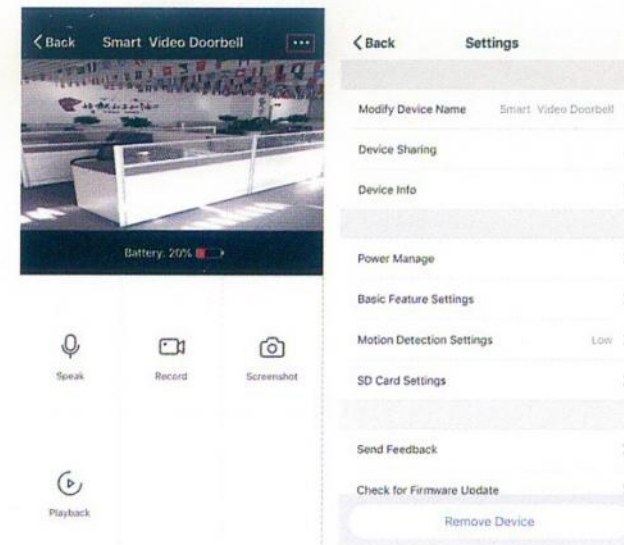 Back
Smart Video Doorbell
...
Battery: 20%
Speak
Record
Screenshot
Playback
Back
Settings
Modify Device Name Smart Video Doorbell
Device Sharing
Device Info
Power Manage
Basic Feature Settings
Motion Detection Settings Low
SD Card Settings
Send Feedback
Check for Firmware Update
Remove Device